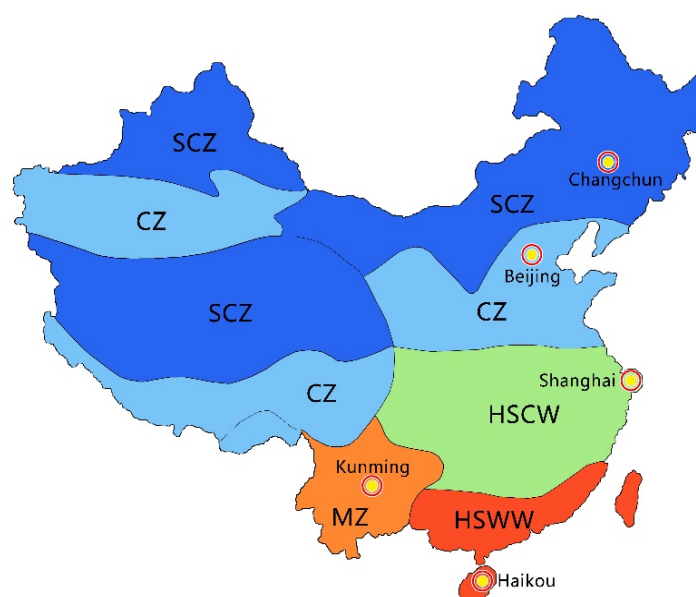 SCZ
Changchun
CZ
SCZ
Beijing
SCZ
CZ
Shanghai
CZ
HSCW
Kunming
MZ
HSWW
Haikou